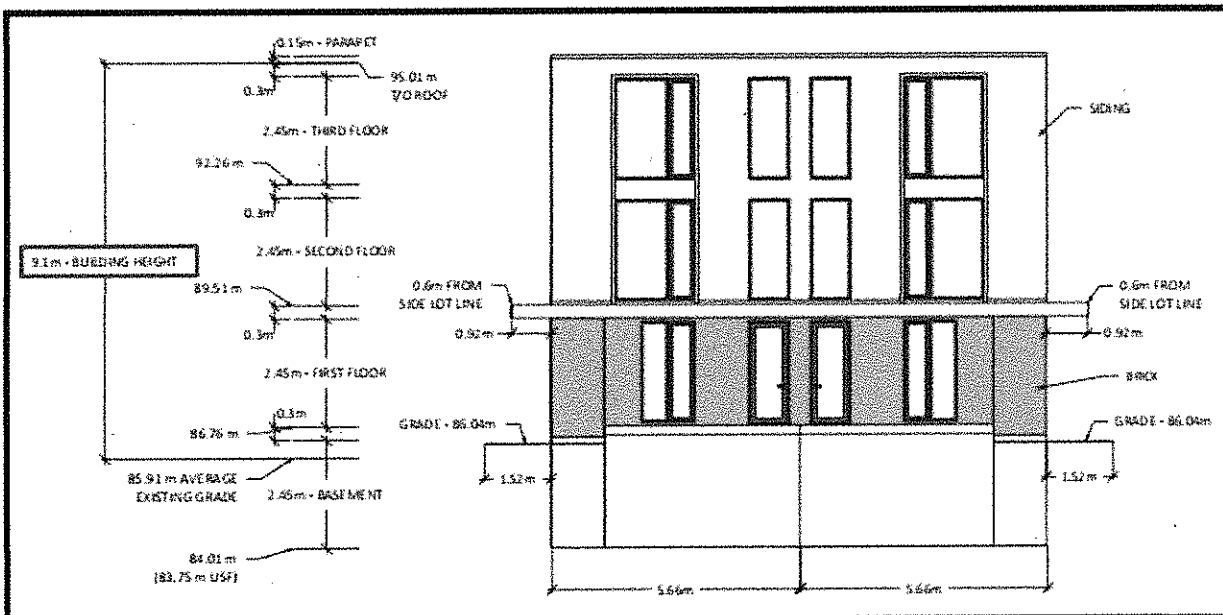 0.15m - PARAPET
95.01 m
T/O ROOF
0.3m
2.45m - THIRD FLOOR
92.26 m
0.3m
2.45m - SECOND FLOOR
9.1m - BUILDING HEIGHT
89.51 m
0.3m
2.45m - FIRST FLOOR
0.3m
86.76 m
85.91 m AVERAGE
EXISTING GRADE
2.45m - BASEMENT
84.01 m
(83.75 m USF)
SIDING
0.6m FROM
SIDE LOT LINE
0.92m
0.6m FROM
SIDE LOT LINE
0.92m
BRICK
GRADE - 86.04m
GRADE - 86.04m
1.52m
1.52m
5.66m
5.66m